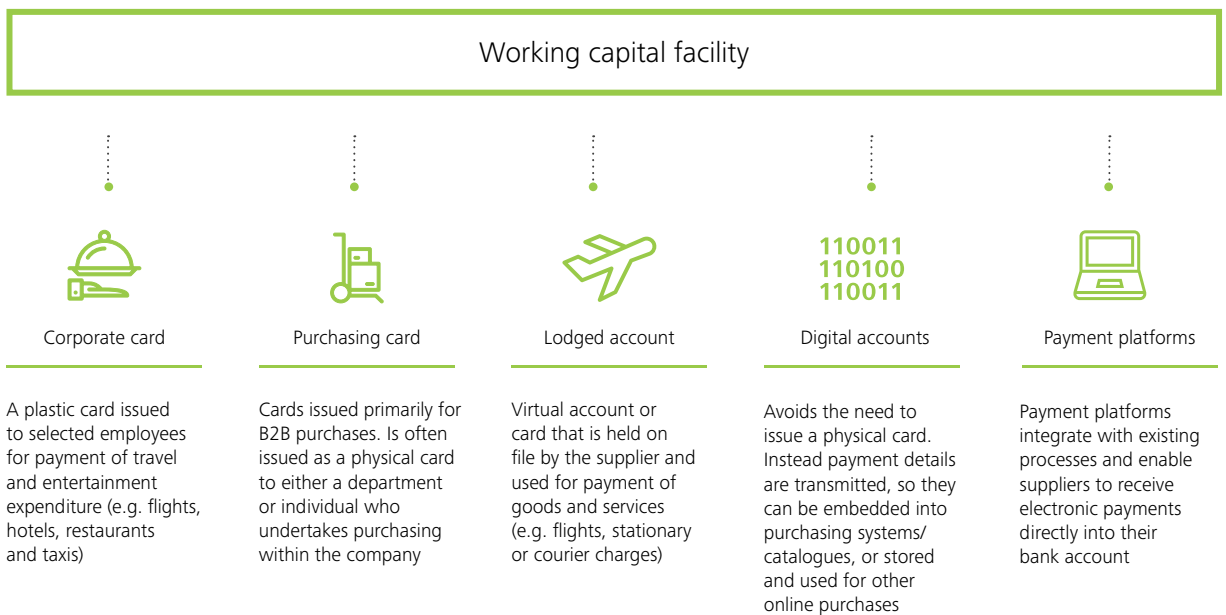 Working capital facility
110011
110100
110011
Corporate card
Purchasing card
Lodged account
Digital accounts
Payment platforms
A plastic card issued
to selected employees
for payment of travel
and entertainment
expenditure (e.g. flights,
hotels, restaurants
and taxis)
Cards issued primarily for
B2B purchases. Is often
issued as a physical card
to either a department
or individual who
undertakes purchasing
within the company
Virtual account or
card that is held on
file by the supplier and
used for payment of
goods and services
(e.g. flights, stationary
or courier charges)
Avoids the need to
issue a physical card.
Instead payment details
are transmitted, so they
can be embedded into
purchasing systems/
catalogues, or stored
and used for other
online purchases
Payment platforms
integrate with existing
processes and enable
suppliers to receive
electronic payments
directly into their
bank account